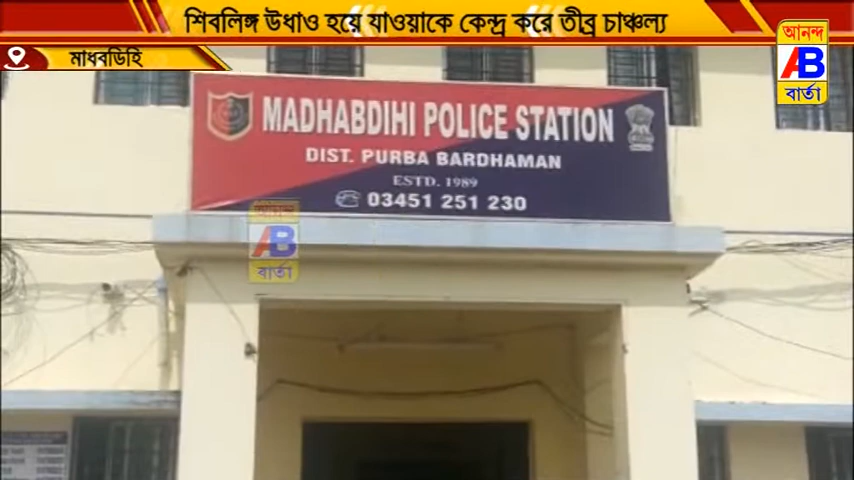 শিবলিঙ্গ উধাও হয়ে যাওয়াকে কেন্দ্র করে তীব্র চাঞ্চল্য
মাধবডিহি
আনন্দ
AB
বার্তা
MADHABDIHI POLICE STATION
DIST. PURBA BARDHAMAN
ESTD. 1989
03451 251 230
আনন্দ
AB
বার্তা